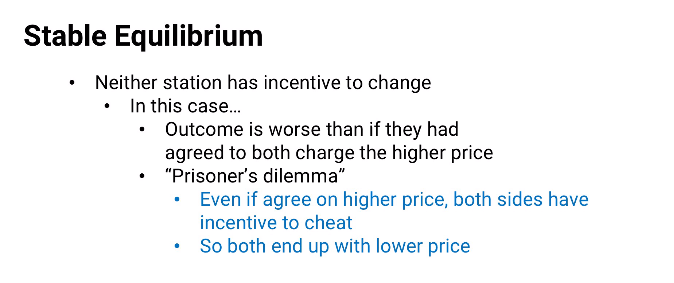 Stable Equilibrium
• Neither station has incentive to change
• In this case…
• Outcome is worse than if they had
agreed to both charge the higher price
• “Prisoner’s dilemma”
• Even if agree on higher price, both sides have
incentive to cheat
• So both end up with lower price